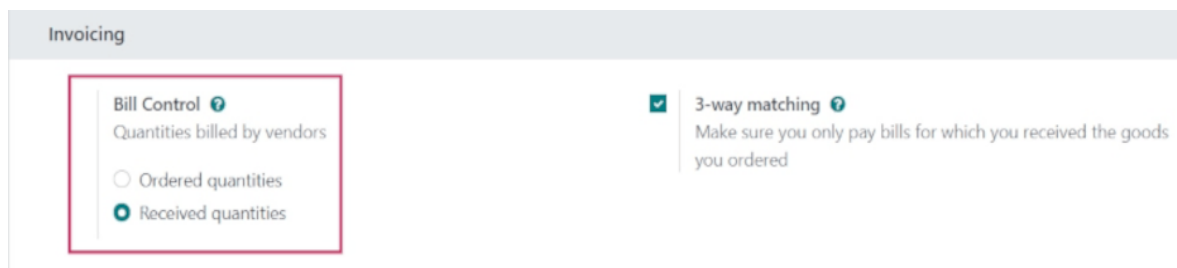 Invoicing
Bill Control ?
Quantities billed by vendors
Ordered quantities
Received quantities
3-way matching ?
Make sure you only pay bills for which you received the goods
you ordered